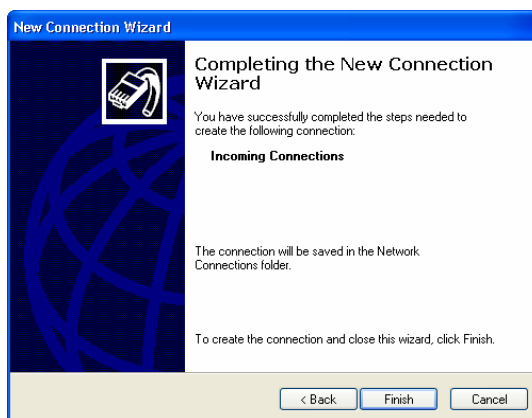 New Connection Wizard
Completing the New Connection
Wizard
You have successfully completed the steps needed to
create the following connection:
Incoming Connections
The connection will be saved in the Network
Connections folder.
To create the connection and close this wizard, click Finish.
< Back Finish Cancel